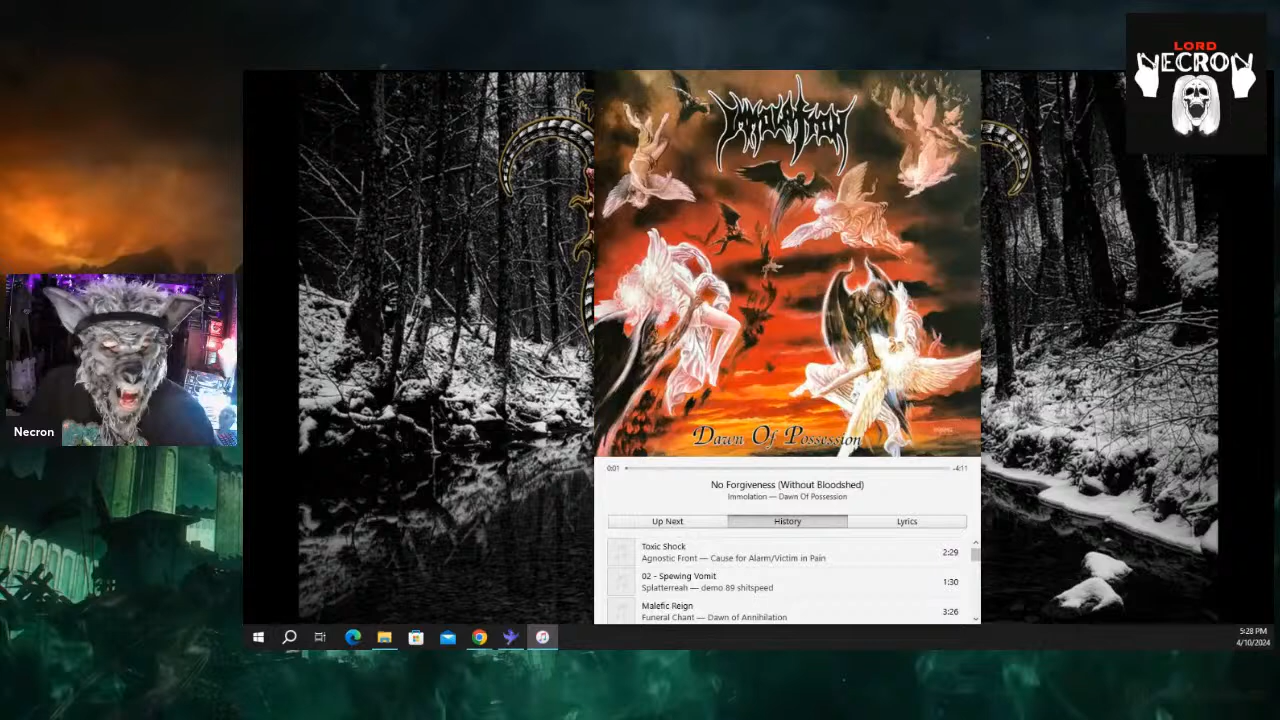 LORD
NECRON
IMMOLATION
Dawn Of Possession
0:01
-4:11
No Forgiveness (Without Bloodshed)
Immolation — Dawn Of Possession
Up Next
History
Lyrics
Toxic Shock
Agnostic Front — Cause for Alarm/Victim in Pain
2:29
02 - Spewing Vomit
Splatterreah — demo 89 shitspeed
1:30
Malefic Reign
Funeral Chant — Dawn of Annihilation
3:26
Necron
5:28 PM
4/10/2024